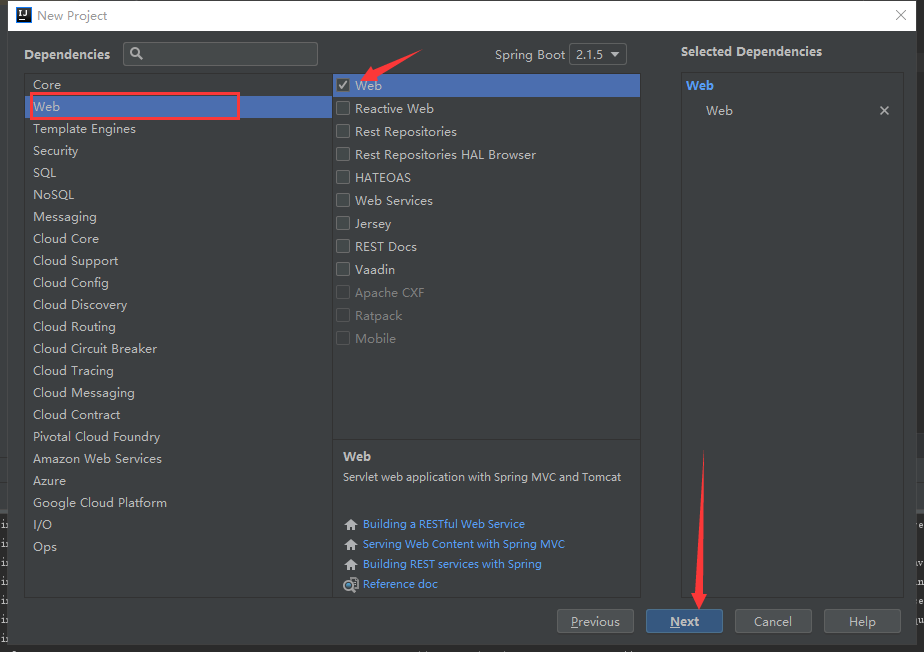 New Project
Dependencies
Spring Boot 2.1.5
Selected Dependencies
Core
Web
Template Engines
Security
SQL
NoSQL
Messaging
Cloud Core
Cloud Support
Cloud Config
Cloud Discovery
Cloud Routing
Cloud Circuit Breaker
Cloud Tracing
Cloud Messaging
Cloud Contract
Pivotal Cloud Foundry
Amazon Web Services
Azure
Google Cloud Platform
I/O
Ops
Web
Reactive Web
Rest Repositories
Rest Repositories HAL Browser
HATEOAS
Web Services
Jersey
REST Docs
Vaadin
Apache CXF
Ratpack
Mobile
Web
Servlet web application with Spring MVC and Tomcat
Building a RESTful Web Service
Serving Web Content with Spring MVC
Building REST services with Spring
Reference doc
Web
Web
Previous
Next
Cancel
Help